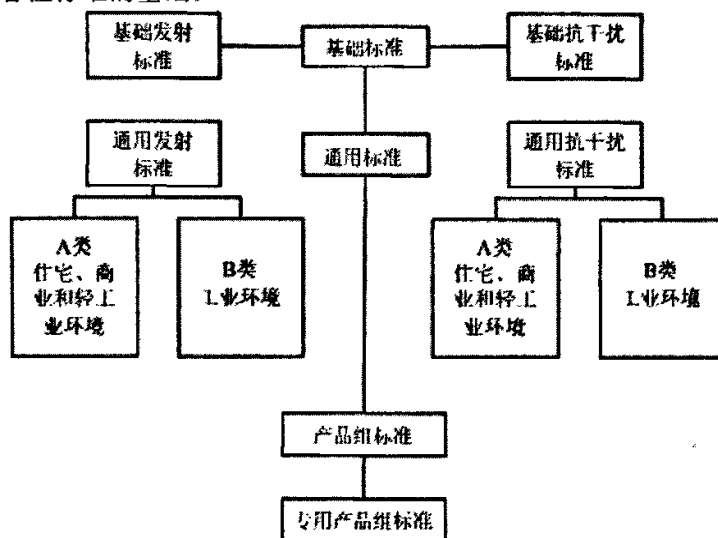 基础发射
标准
基础标准
基础抗干扰
标准
通用发射
标准
通用标准
通用抗干扰
标准
A类
住宅、商
业和轻工
业环境
B类
工业环境
A类
住宅、商
业和轻工
业环境
B类
工业环境
产品组标准
专用产品组标准